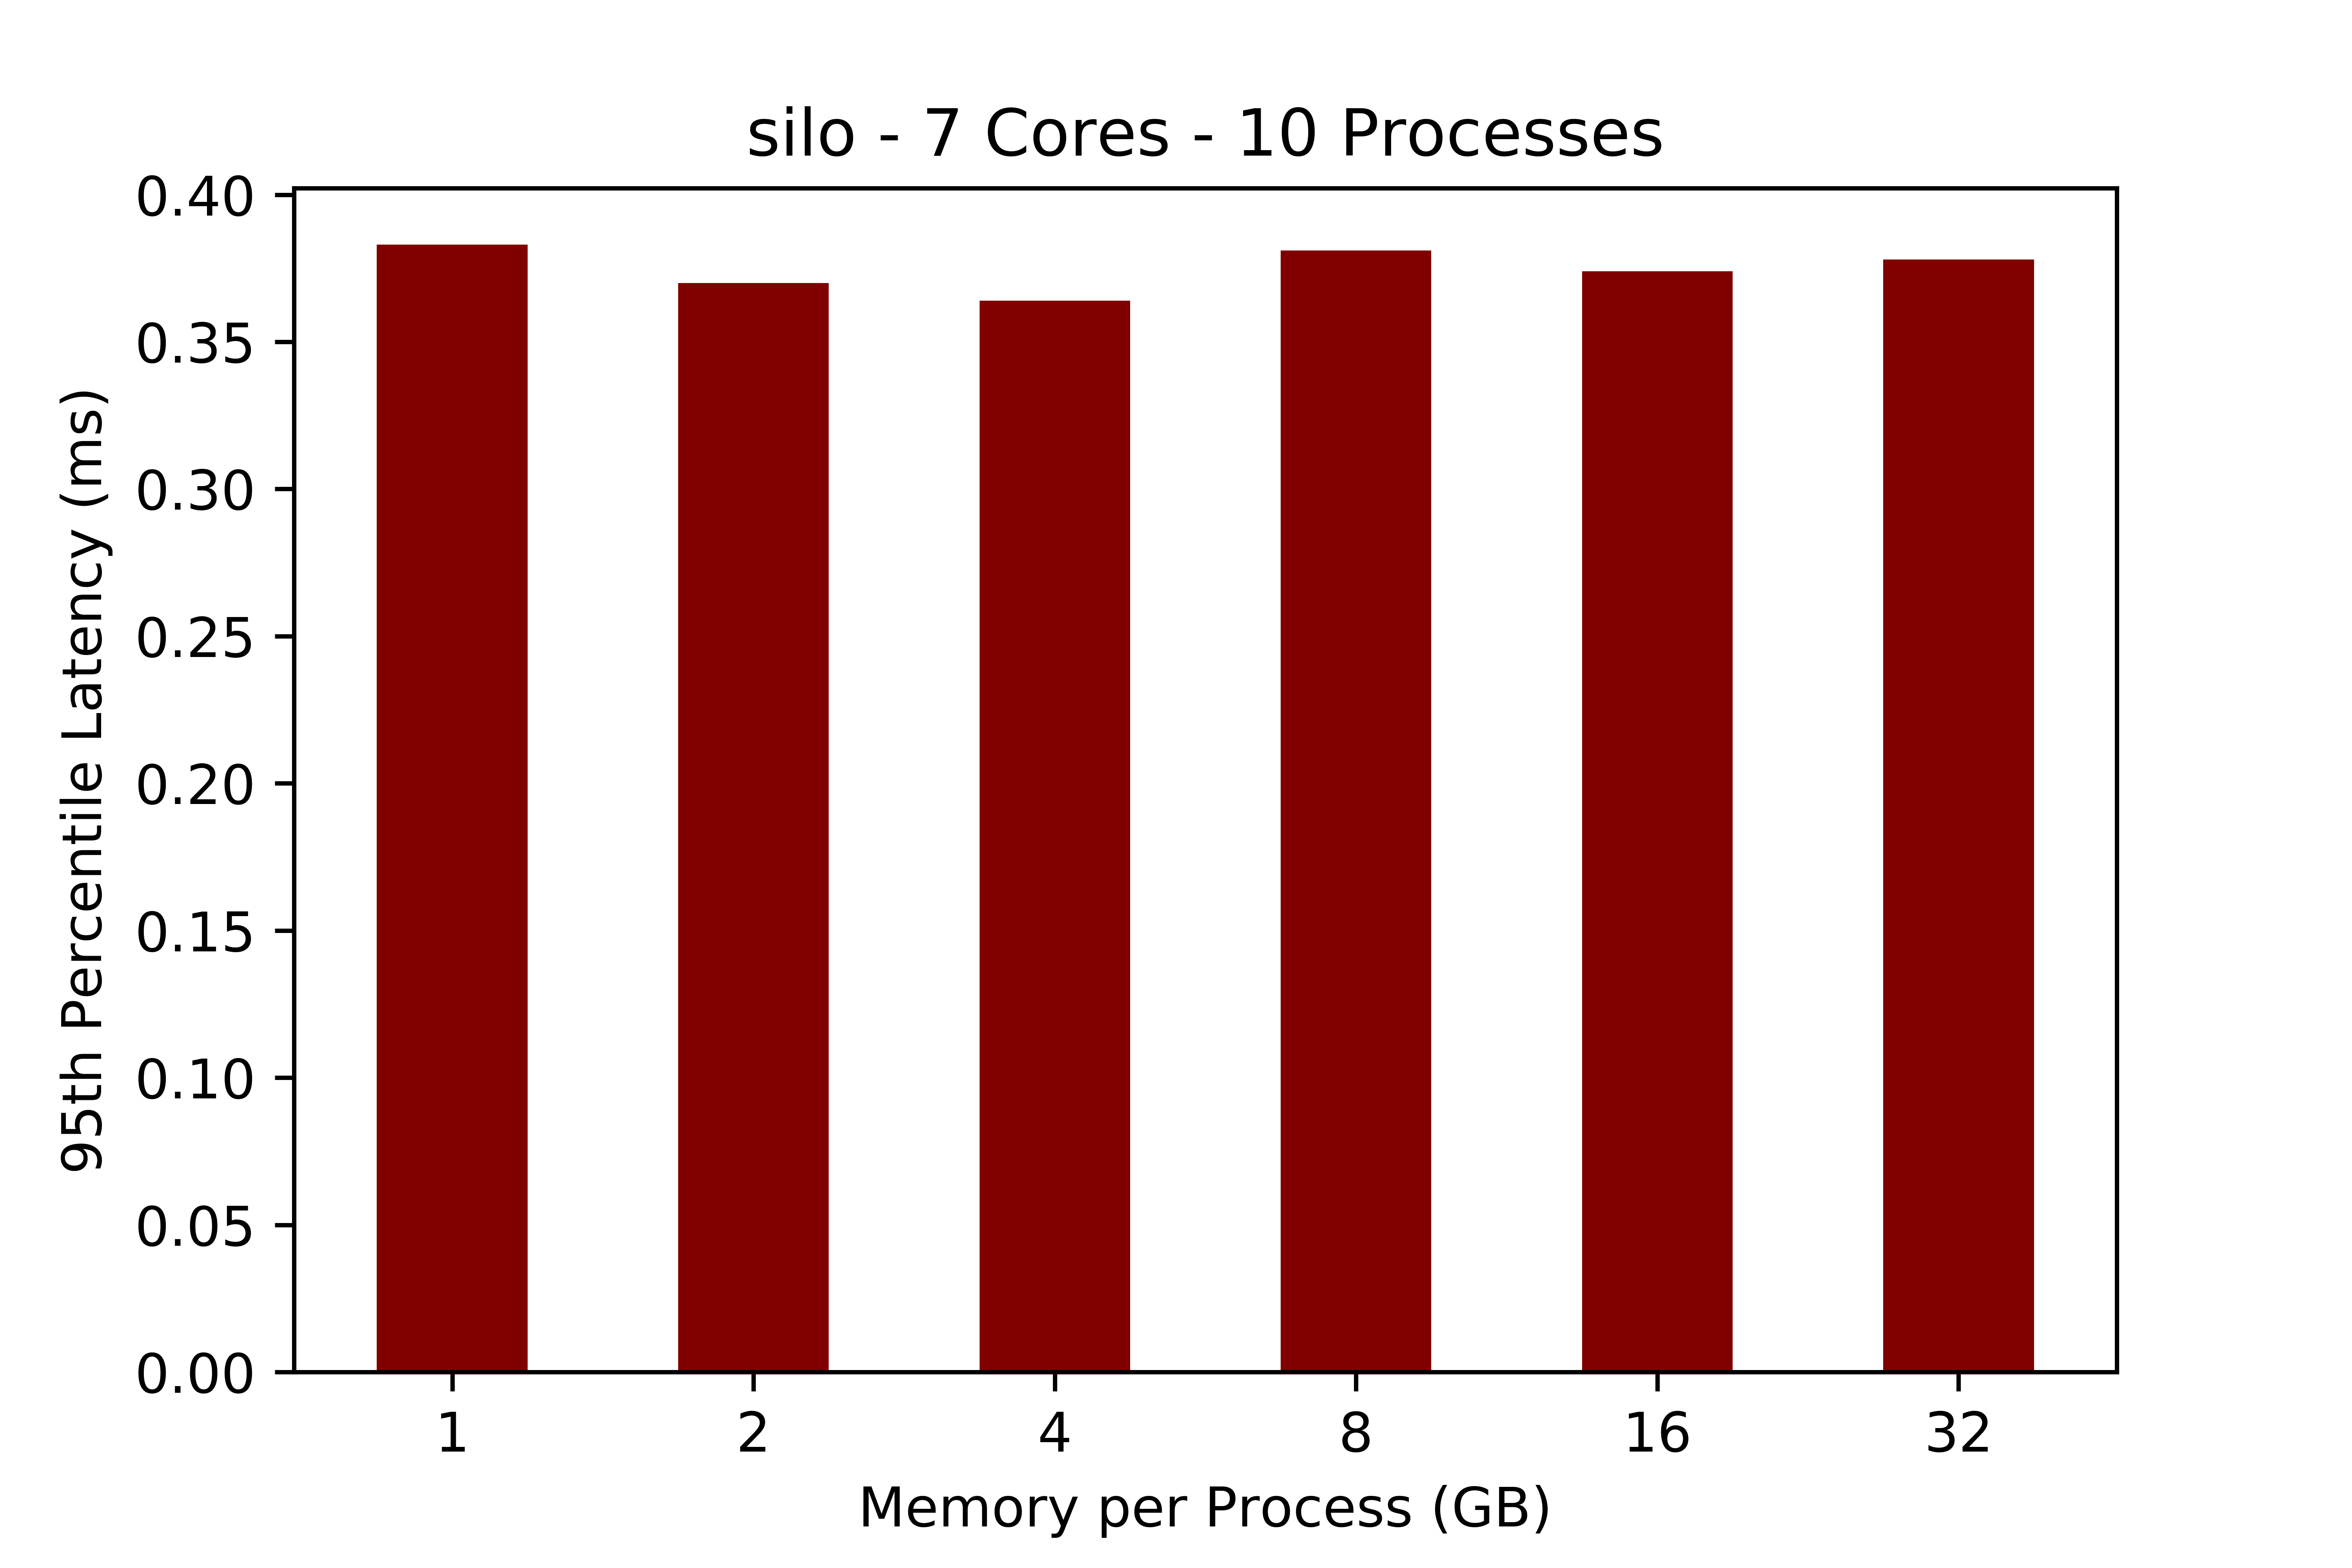 silo - 7 Cores - 10 Processes
0.40
0.35
0.30
0.25
0.20
0.15
0.10
0.05
0.00
95th Percentile Latency (ms)
1 2 4 8 16 32
Memory per Process (GB)